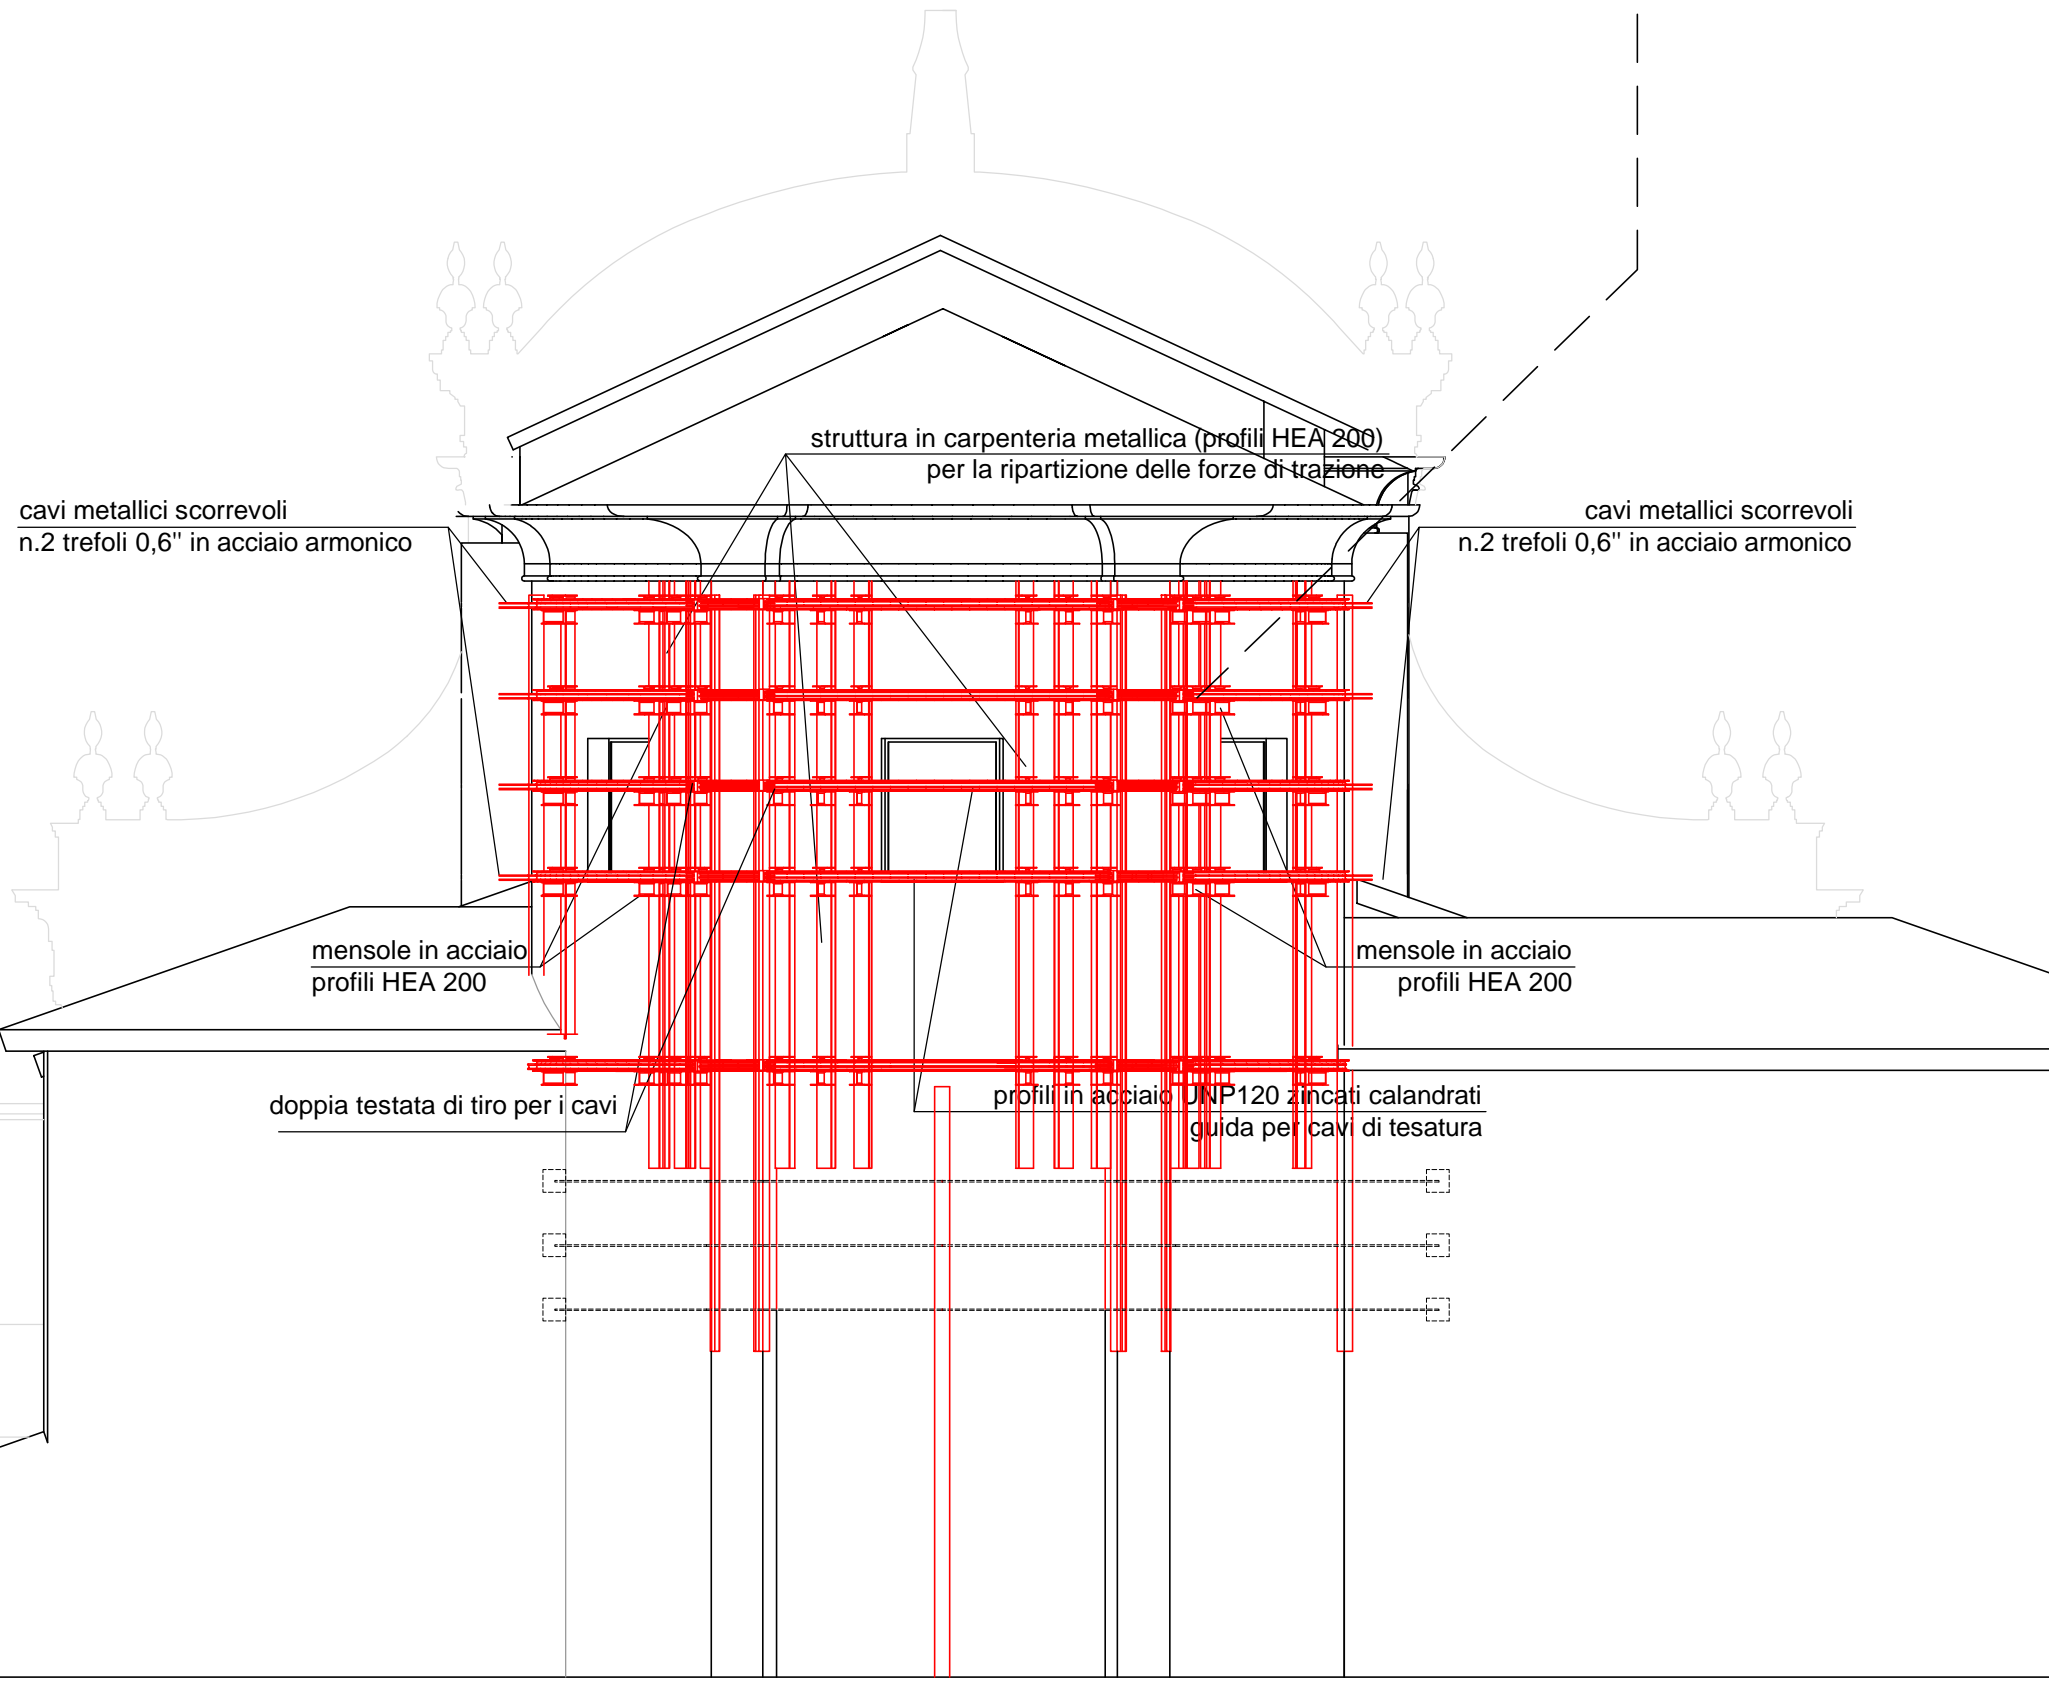 struttura in carpenteria metallica (profili HEA 200)
per la ripartizione delle forze di trazione
cavi metallici scorrevoli
n.2 trefoli 0,6" in acciaio armonico
cavi metallici scorrevoli
n.2 trefoli 0,6" in acciaio armonico
mensole in acciaio
profili HEA 200
mensole in acciaio
profili HEA 200
doppia testata di tiro per i cavi
profili in acciaio UNP120 zincati calandrati
guida per cavi di tesatura